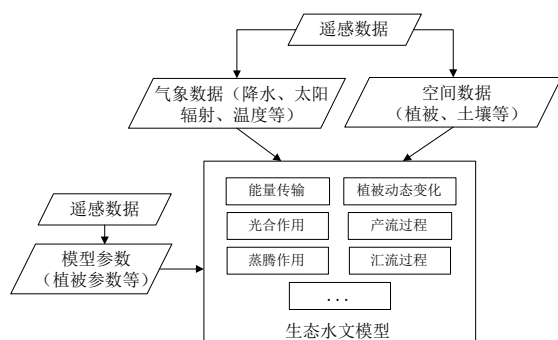 遥感数据
气象数据（降水、太阳
辐射、温度等）
空间数据
（植被、土壤等）
能量传输
植被动态变化
遥感数据
光合作用
产流过程
模型参数
（植被参数等）
蒸腾作用
汇流过程
...
生态水文模型